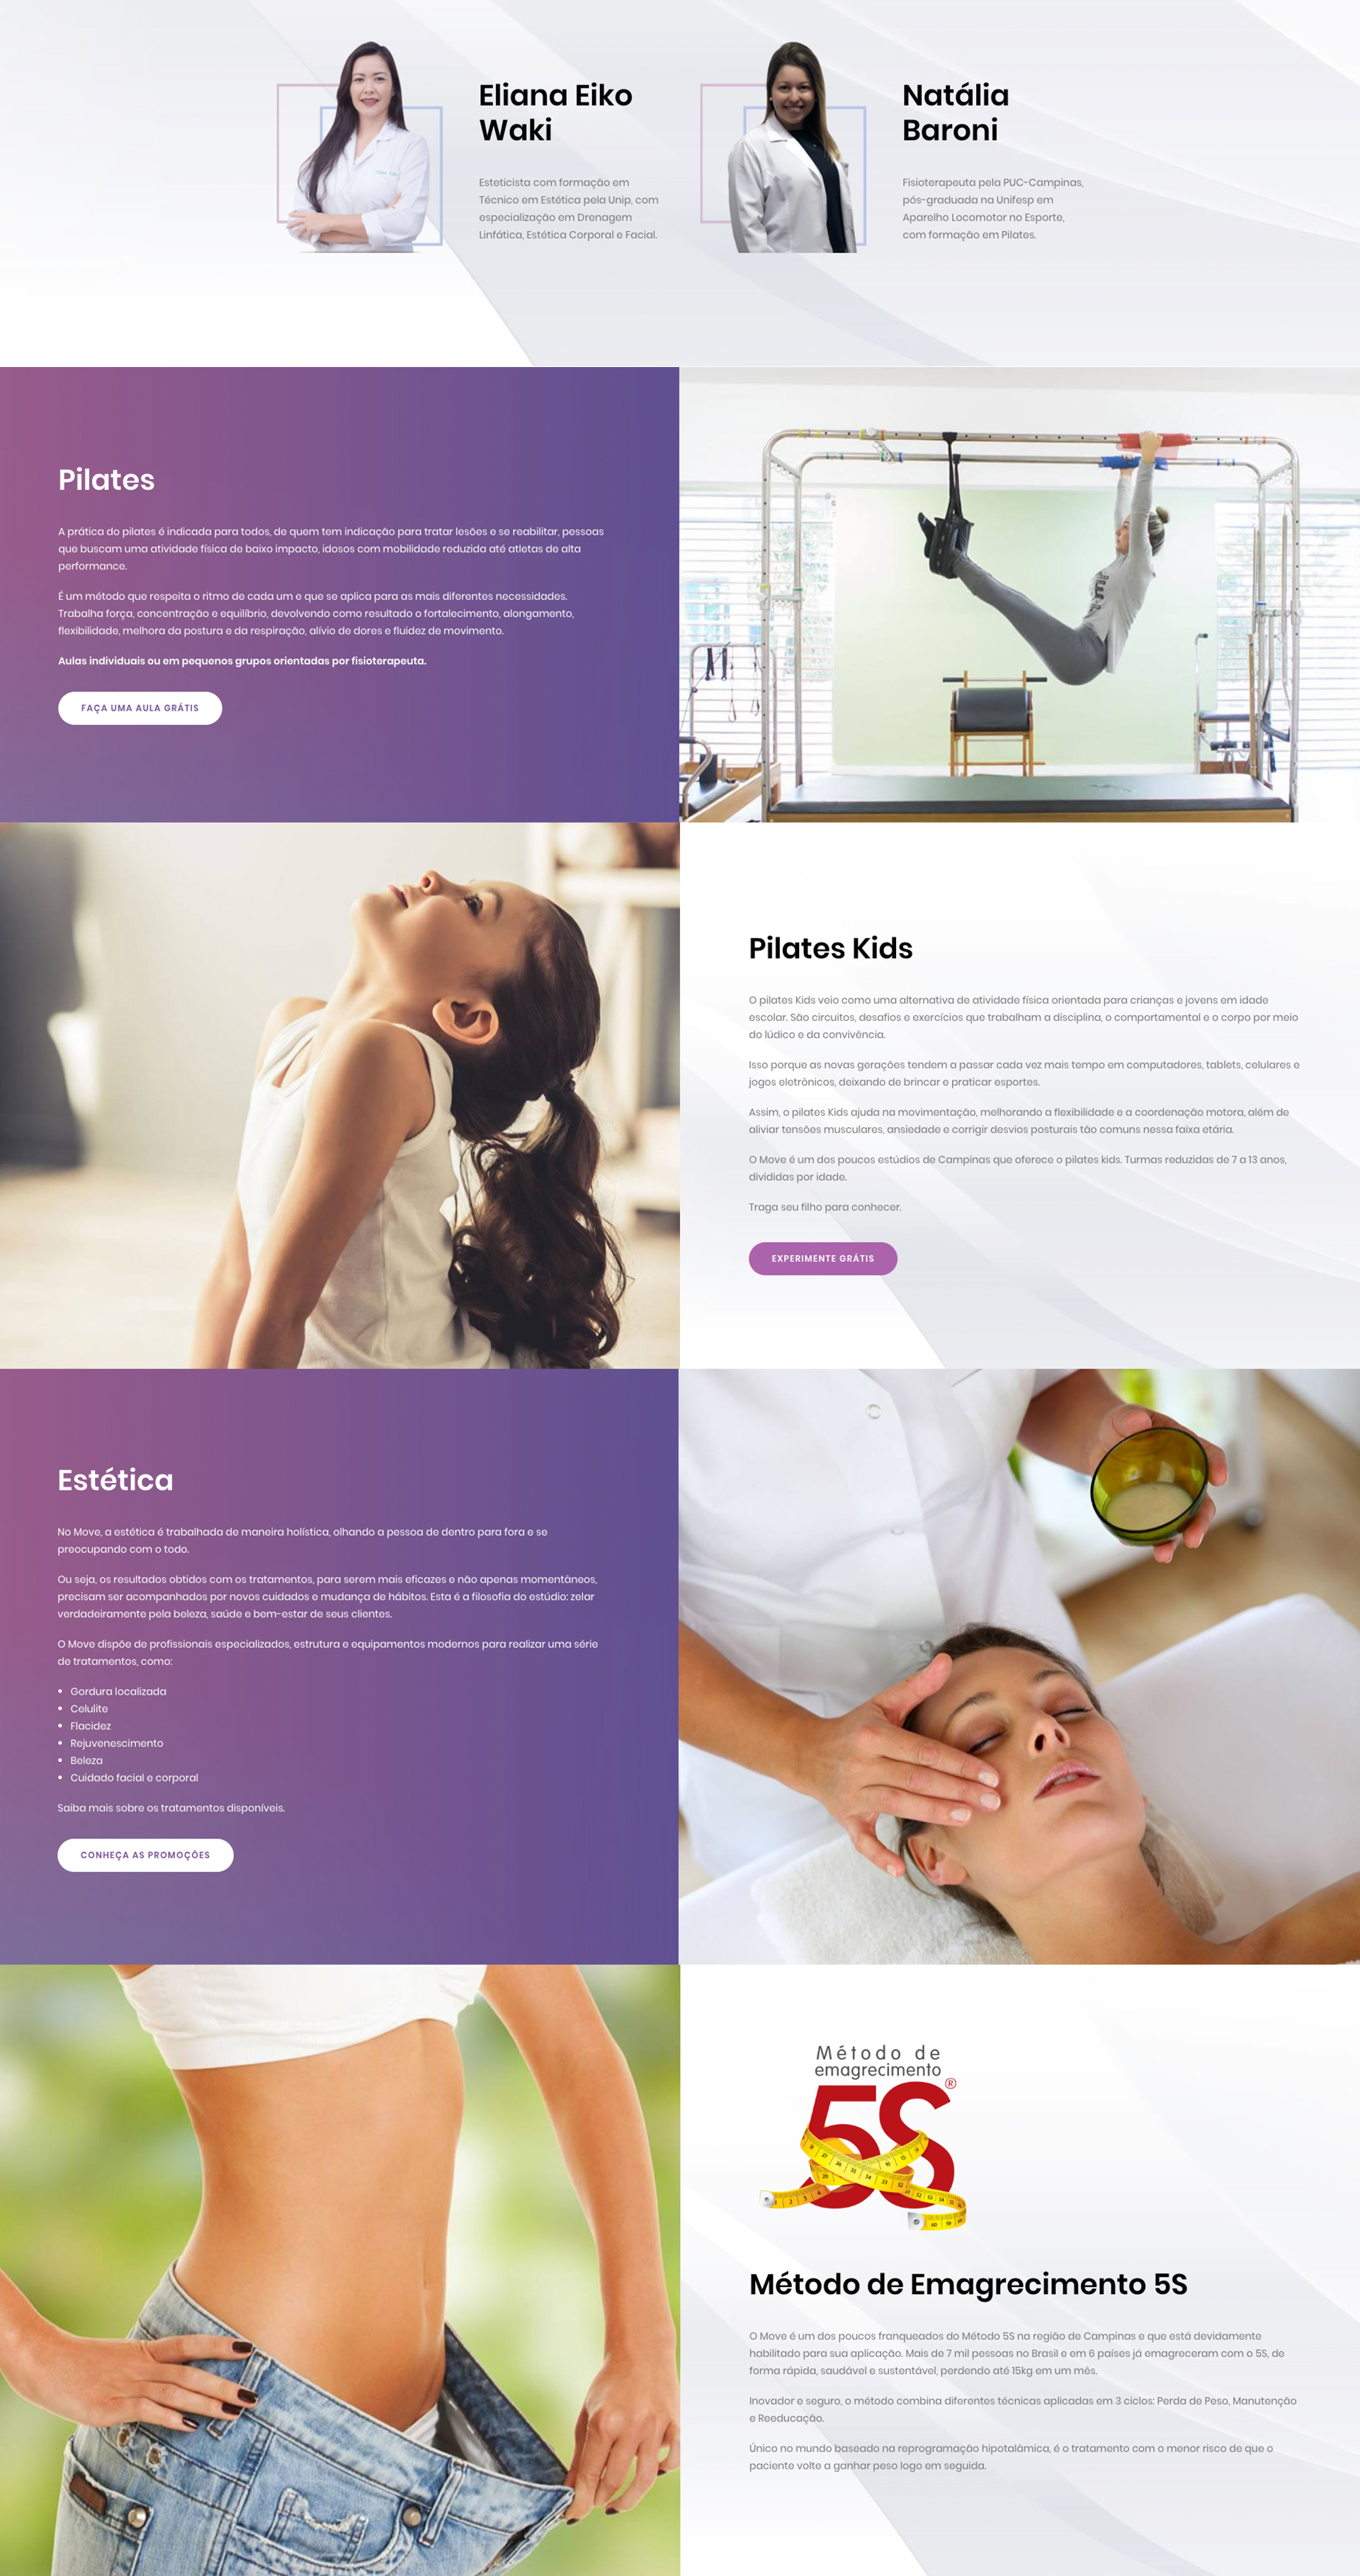 Eliana Eiko
Waki
Esteticista com formação em
Técnico em Estética pela Unip, com
especialização em Drenagem
Linfática, Estética Corporal e Facial.
Natália
Baroni
Fisioterapeuta pela PUC-Campinas,
pós-graduada na Unifesp em
Aparelho Locomotor no Esporte,
com formação em Pilates.
Pilates
A prática do pilates é indicada para todos, de quem tem indicação para tratar lesões e se reabilitar, pessoas
que buscam uma atividade física de baixo impacto, idosos com mobilidade reduzida até atletas de alta
performance.
É um método que respeita o ritmo de cada um e que se aplica para as mais diferentes necessidades.
Trabalha força, concentração e equilíbrio, devolvendo como resultado o fortalecimento, alongamento,
flexibilidade, melhora da postura e da respiração, alívio de dores e fluidez de movimento.
Aulas individuais ou em pequenos grupos orientadas por fisioterapeuta.
FAÇA UMA AULA GRÁTIS
Pilates Kids
O pilates Kids veio como uma alternativa de atividade física orientada para crianças e jovens em idade
escolar. São circuitos, desafios e exercícios que trabalham a disciplina, o comportamental e o corpo por meio
do lúdico e da convivência.
Isso porque as novas gerações tendem a passar cada vez mais tempo em computadores, tablets, celulares e
jogos eletrônicos, deixando de brincar e praticar esportes.
Assim, o pilates Kids ajuda na movimentação, melhorando a flexibilidade e a coordenação motora, além de
aliviar tensões musculares, ansiedade e corrigir desvios posturais tão comuns nessa faixa etária.
O Move é um dos poucos estúdios de Campinas que oferece o pilates kids. Turmas reduzidas de 7 a 13 anos,
divididas por idade.
Traga seu filho para conhecer.
EXPERIMENTE GRÁTIS
Estética
No Move, a estética é trabalhada de maneira holística, olhando a pessoa de dentro para fora e se
preocupando com o todo.
Ou seja, os resultados obtidos com os tratamentos, para serem mais eficazes e não apenas momentâneos,
precisam ser acompanhados por novos cuidados e mudança de hábitos. Esta é a filosofia do estúdio: zelar
verdadeiramente pela beleza, saúde e bem-estar de seus clientes.
O Move dispõe de profissionais especializados, estrutura e equipamentos modernos para realizar uma série
de tratamentos, como:
• Gordura localizada
• Celulite
• Flacidez
• Rejuvenescimento
• Beleza
• Cuidado facial e corporal
Saiba mais sobre os tratamentos disponíveis.
CONHEÇA AS PROMOÇÕES
Método de
emagrecimento
5S®
Método de Emagrecimento 5S
O Move é um dos poucos franqueados do Método 5S na região de Campinas e que está devidamente
habilitado para sua aplicação. Mais de 7 mil pessoas no Brasil e em 6 países já emagreceram com o 5S, de
forma rápida, saudável e sustentável, perdendo até 15kg em um mês.
Inovador e seguro, o método combina diferentes técnicas aplicadas em 3 ciclos: Perda de Peso, Manutenção
e Reeducação.
Único no mundo baseado na reprogramação hipotalâmica, é o tratamento com o menor risco de que o
paciente volte a ganhar peso logo em seguida.